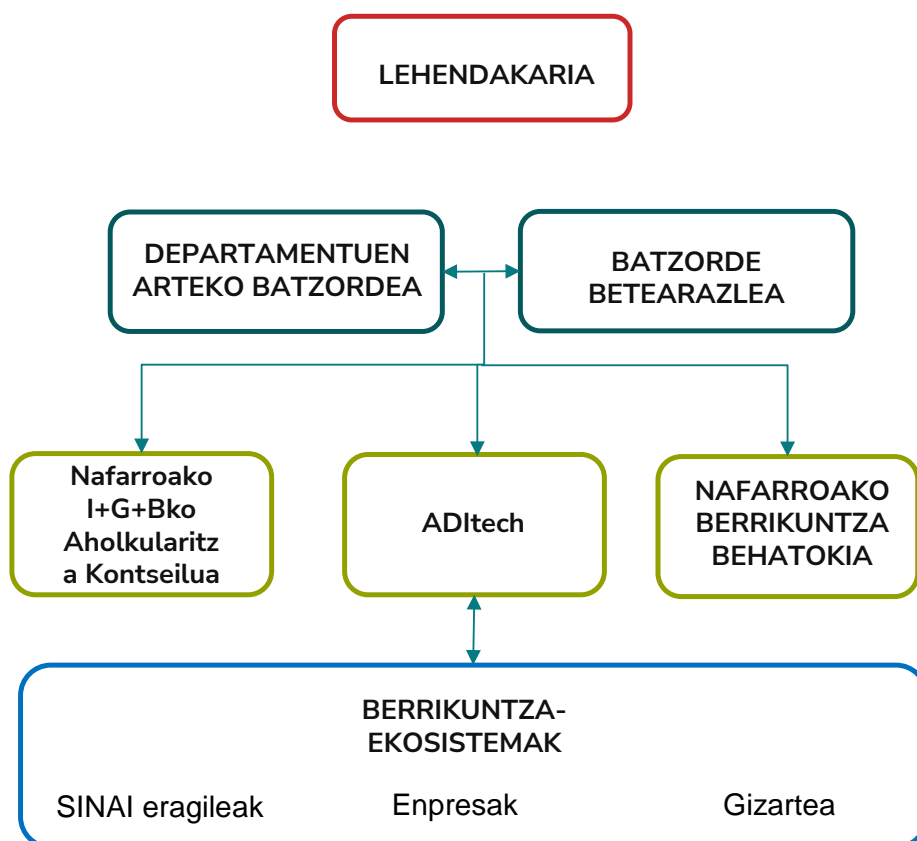 LEHENDAKARIA
DEPARTAMENTUEN
ARTEKO BATZORDEA
BATZORDE
BETEARAZLEA
Nafarroako
I+G+Bko
Aholkularitz
a Kontseilua
ADItech
NAFARROAKO
BERRIKUNTZA
BEHATOKIA
BERRIKUNTZA-
EKOSISTEMAK
SINAI eragileak
Enpresak
Gizartea